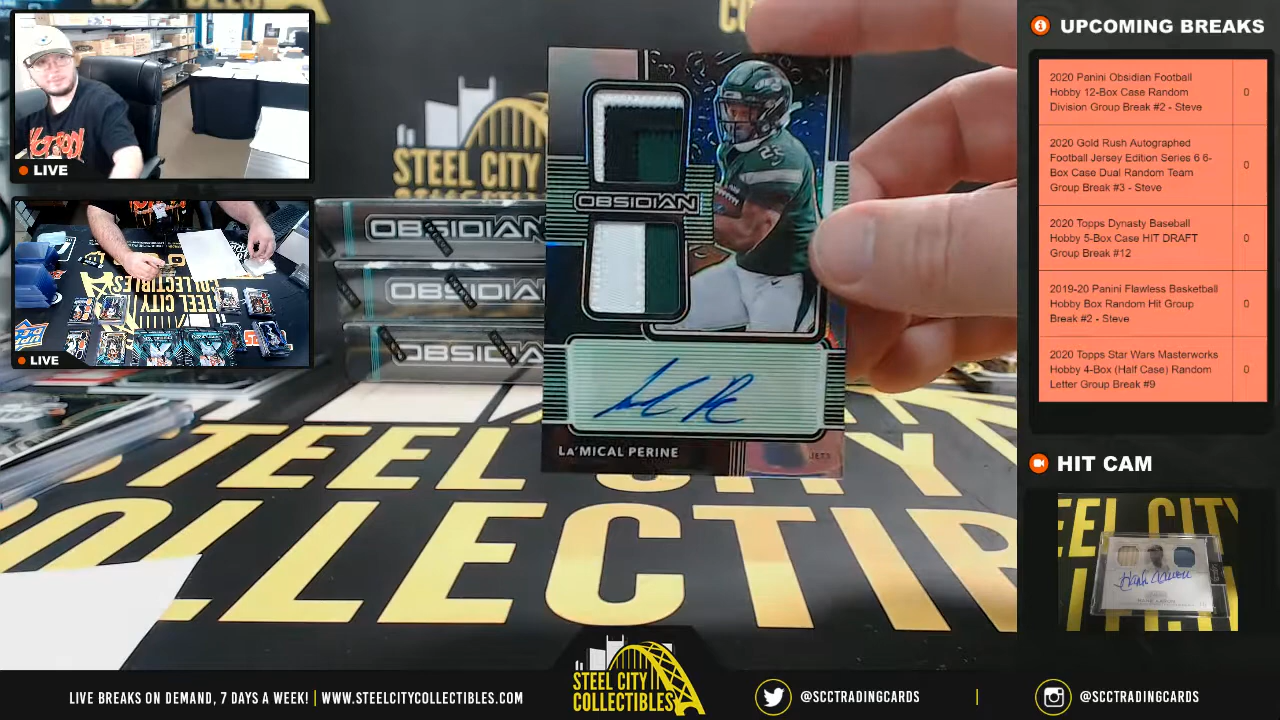 UPCOMING BREAKS
2020 Panini Obsidian Football
Hobby 12-Box Case Random
Division Group Break #2 - Steve
0
2020 Gold Rush Autographed
Football Jersey Edition Series 6 6-
Box Case Dual Random Team
Group Break #3 - Steve
0
2020 Topps Dynasty Baseball
Hobby 5-Box Case HIT DRAFT
Group Break #12
0
2019-20 Panini Flawless Basketball
Hobby Box Random Hit Group
Break #2 - Steve
0
2020 Topps Star Wars Masterworks
Hobby 4-Box (Half Case) Random
Letter Group Break #9
0
HIT CAM
LIVE
LIVE
STEEL CITY
OBSIDIAN
OBSIDIAN
OBSIDIA
OBSIDIAN
23
LA'MICAL PERINE
JETS
STEEL CITY
COLLECTIB
STEEL CITY
COLLECTIBLES
LIVE BREAKS ON DEMAND, 7 DAYS A WEEK! | WWW.STEELCITYCOLLECTIBLES.COM
@SCCTRADINGCARDS
|
@SCCTRADINGCARDS